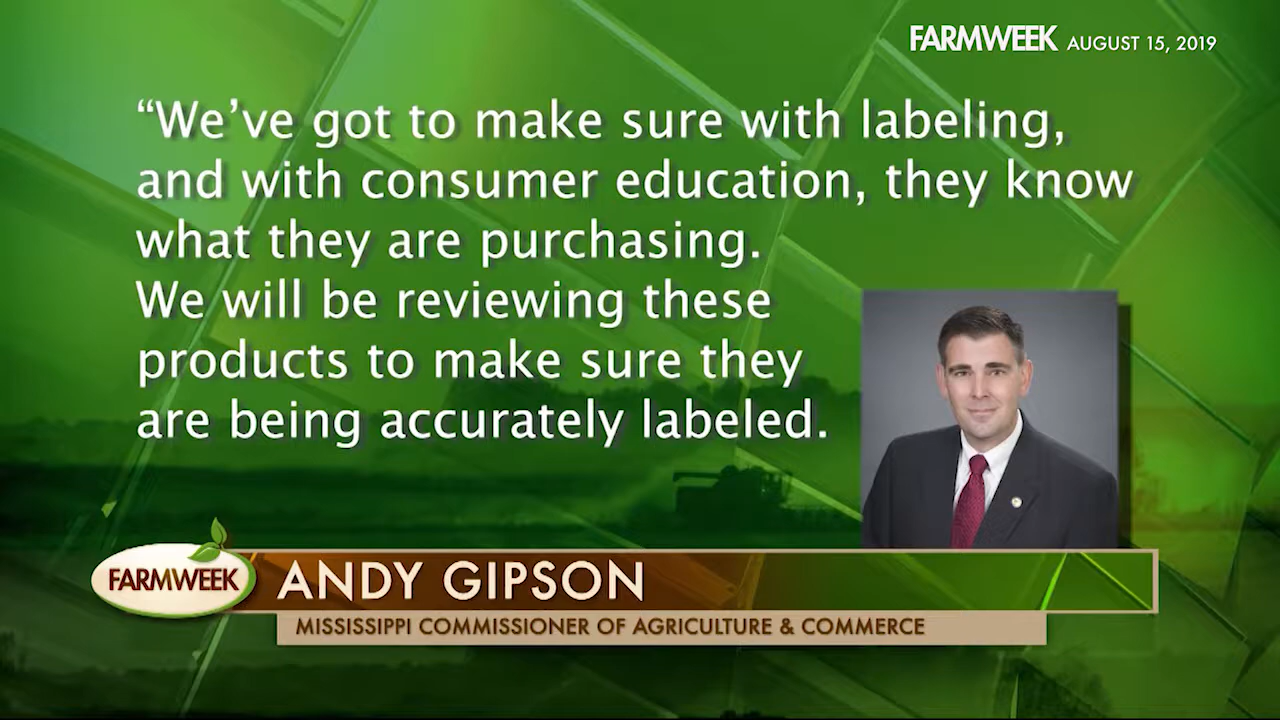 FARMWEEK AUGUST 15, 2019
“We’ve got to make sure with labeling,
and with consumer education, they know
what they are purchasing.
We will be reviewing these
products to make sure they
are being accurately labeled.
FARMWEEK
ANDY GIPSON
MISSISSIPPI COMMISSIONER OF AGRICULTURE & COMMERCE